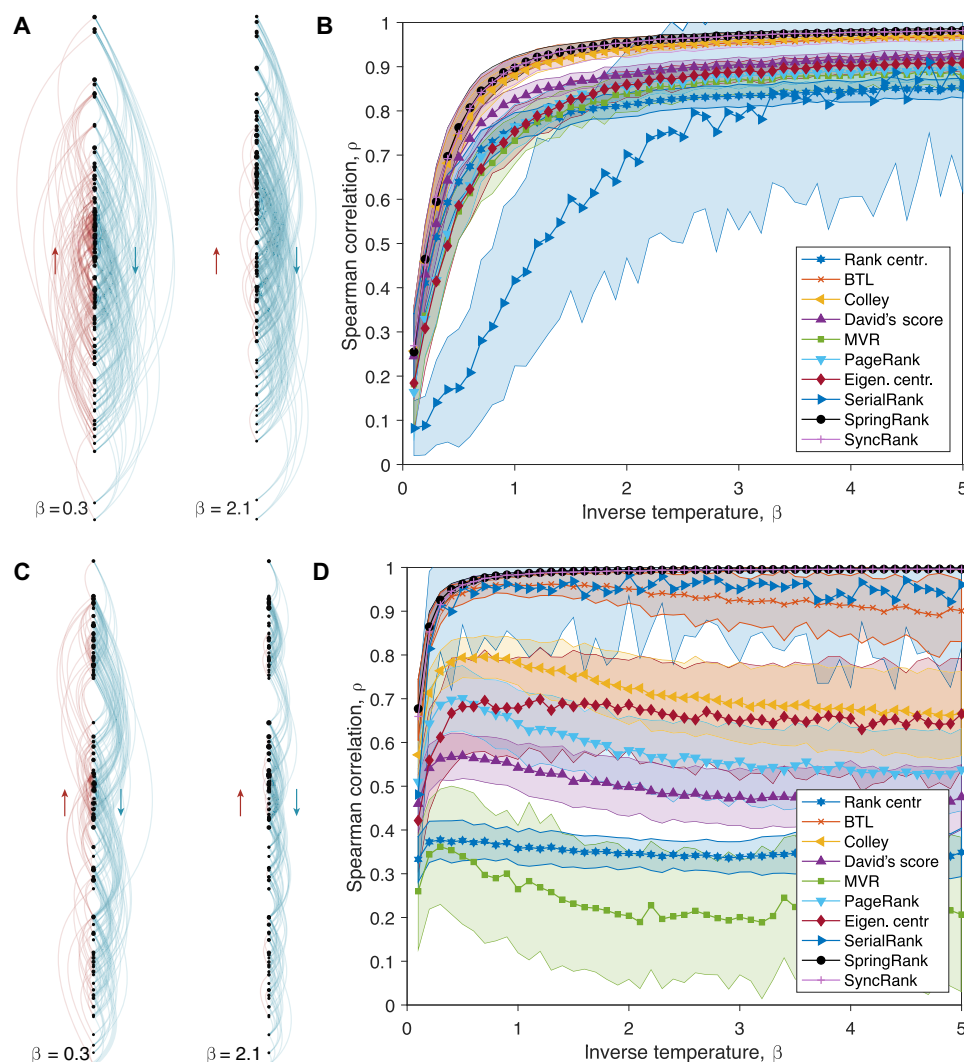 A
β = 0.3
β = 2.1
B
Spearman correlation, ρ
1
0.9
0.8
0.7
0.6
0.5
0.4
0.3
0.2
0.1
0
0 1 2 3 4 5
Inverse temperature, β
Rank centr.
BTL
Colley
David's score
MVR
PageRank
Eigen. centr.
SerialRank
SpringRank
SyncRank
C
β = 0.3
β = 2.1
D
Spearman correlation, ρ
1
0.9
0.8
0.7
0.6
0.5
0.4
0.3
0.2
0.1
0
0 1 2 3 4 5
Inverse temperature, β
Rank centr
BTL
Colley
David's score
MVR
PageRank
Eigen. centr
SerialRank
SpringRank
SyncRank